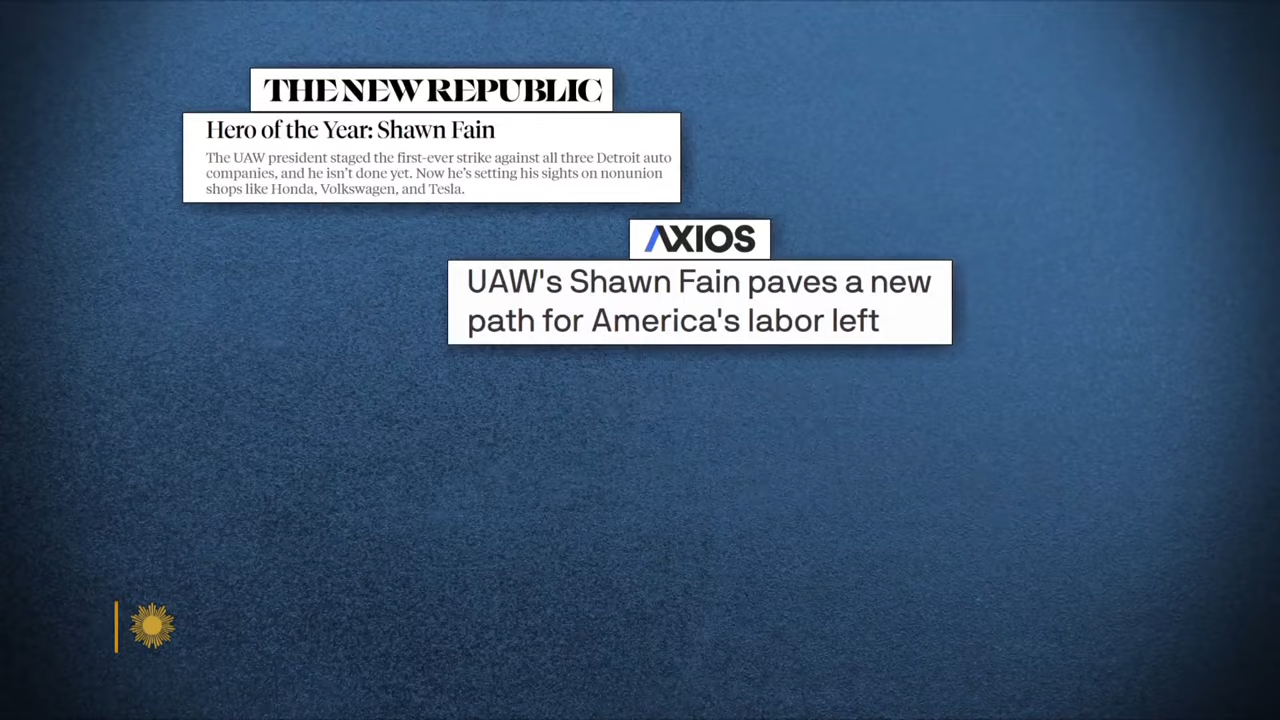 THE NEW REPUBLIC
Hero of the Year: Shawn Fain
The UAW president staged the first-ever strike against all three Detroit auto
companies, and he isn’t done yet. Now he’s setting his sights on nonunion
shops like Honda, Volkswagen, and Tesla.
AXIOS
UAW's Shawn Fain paves a new
path for America's labor left